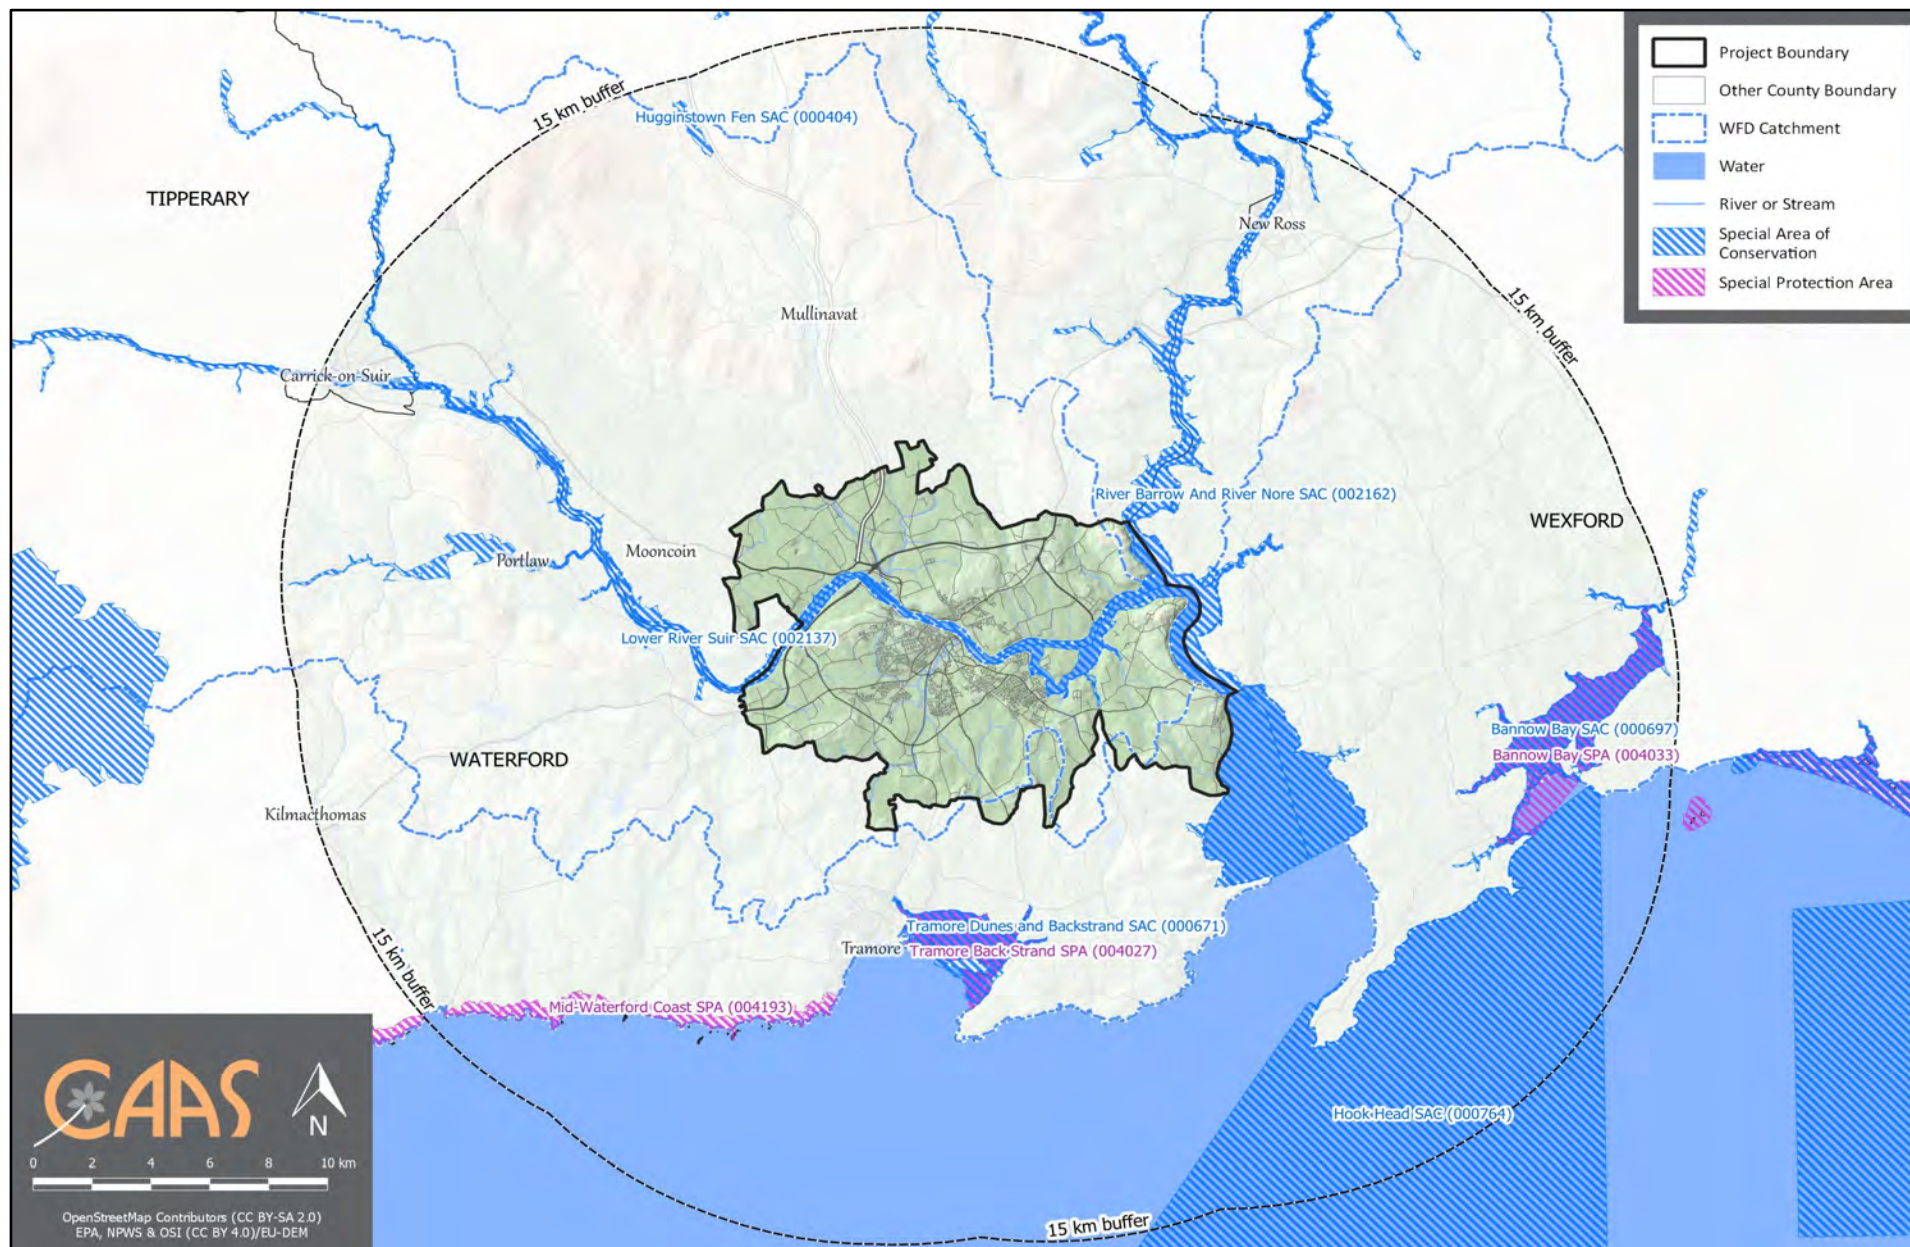 Project Boundary
Other County Boundary
WFD Catchment
Water
River or Stream
Special Area of
Conservation
Special Protection Area
15 km buffer
Hugginstown Fen SAC (000404)
TIPPERARY
New Ross
Mullinavat
15 km buffer
Carrick-on-Suir
River Barrow And River Nore SAC (002162)
WEXFORD
Mooncoin
Portlaw
Lower River Suir SAC (002137)
Bannow Bay SAC (000697)
Bannow Bay SPA (004033)
WATERFORD
Kilmacthomas
Tramore Dunes and Backstrand SAC (000671)
Tramore
Tramore Back Strand SPA (004027)
15 km buffer
Mid-Waterford Coast SPA (004193)
Hook Head SAC (000764)
15 km buffer
CAAS
N
0 2 4 6 8 10 km
OpenStreetMap Contributors (CC BY-SA 2.0)
EPA, NPWS & OSI (CC BY 4.0)/EU-DEM